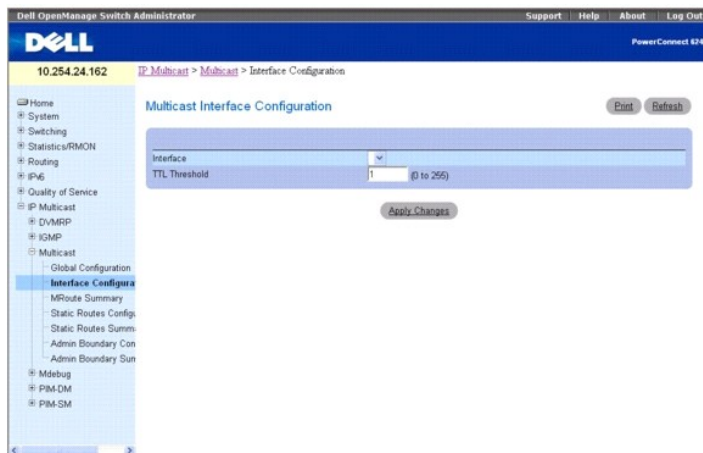 Dell OpenManage Switch Administrator
Support Help About Log Out
DELL
PowerConnect 624
10.254.24.162
IP Multicast > Multicast > Interface Configuration
Home
System
Switching
Statistics/RMON
Routing
IPv6
Quality of Service
IP Multicast
DVMRP
IGMP
Multicast
Global Configuration
Interface Configura
MRoute Summary
Static Routes Configu
Static Routes Summ
Admin Boundary Con
Admin Boundary Sum
Mdebug
PIM-DM
PIM-SM
Multicast Interface Configuration
Print Refresh
Interface
TTL Threshold 1 (0 to 255)
Apply Changes